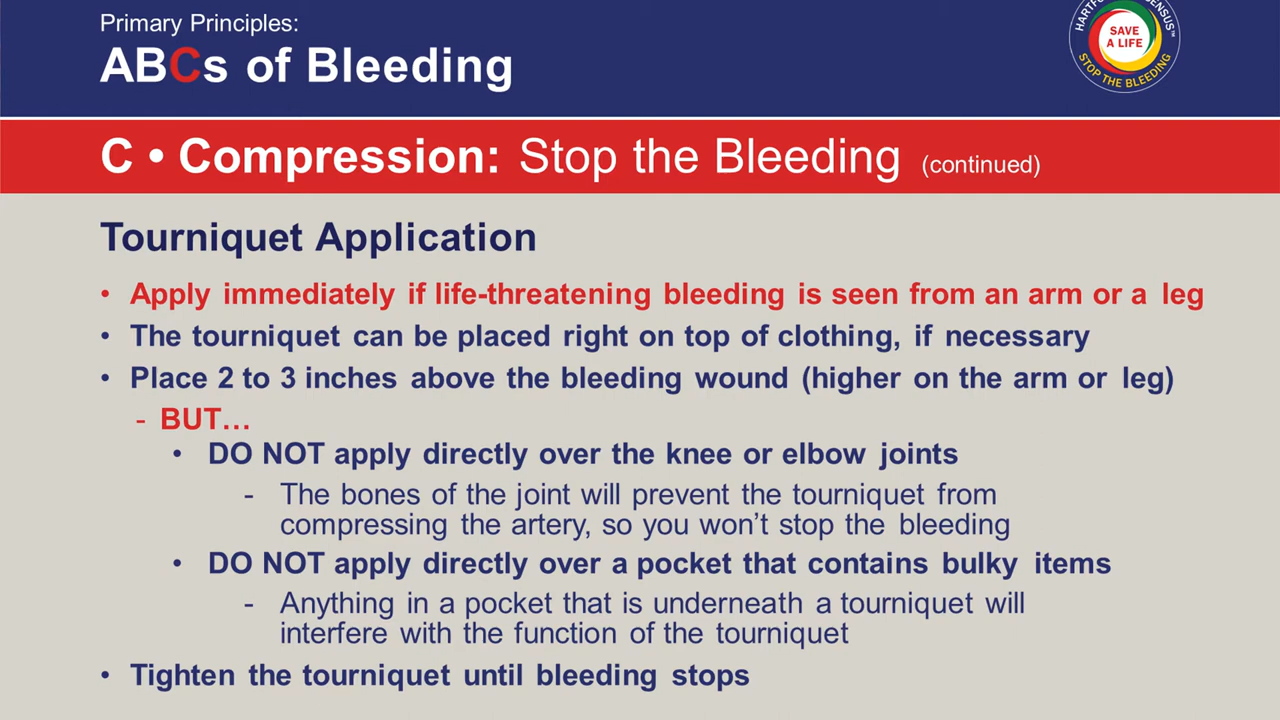 Primary Principles:
ABCs of Bleeding
SAVE
A LIFE
STOP THE BLEEDING
C • Compression: Stop the Bleeding (continued)
Tourniquet Application
• Apply immediately if life-threatening bleeding is seen from an arm or a leg
• The tourniquet can be placed right on top of clothing, if necessary
• Place 2 to 3 inches above the bleeding wound (higher on the arm or leg)
- BUT…
• DO NOT apply directly over the knee or elbow joints
- The bones of the joint will prevent the tourniquet from
compressing the artery, so you won’t stop the bleeding
• DO NOT apply directly over a pocket that contains bulky items
- Anything in a pocket that is underneath a tourniquet will
interfere with the function of the tourniquet
• Tighten the tourniquet until bleeding stops